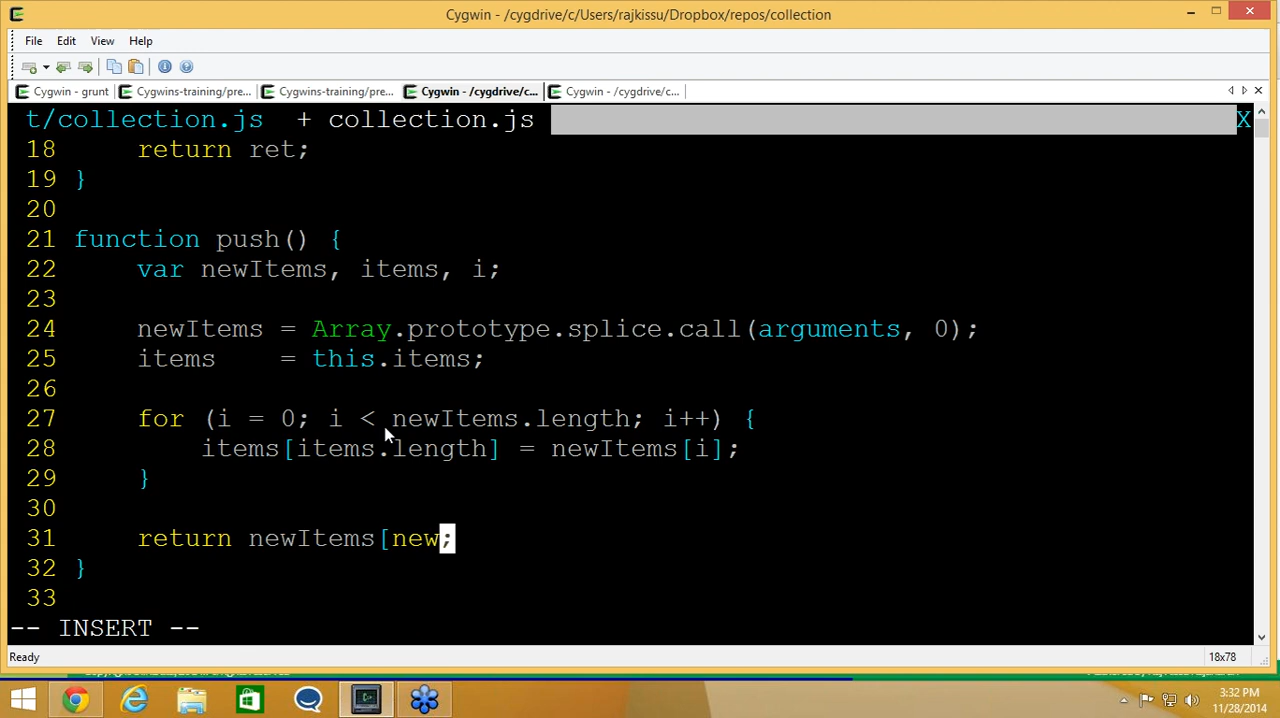 Cygwin - /cygdrive/c/Users/rajkissu/Dropbox/repos/collection
File Edit View Help
Cygwin - grunt Cygwins-training/pre... Cygwins-training/pre... Cygwin - /cygdrive/c... Cygwin - /cygdrive/c...
t/collection.js + collection.js X
18 return ret;
19 }
20
21 function push() {
22 var newItems, items, i;
23
24 newItems = Array.prototype.splice.call(arguments, 0);
25 items = this.items;
26
27 for (i = 0; i < newItems.length; i++) {
28 items[items.length] = newItems[i];
29 }
30
31 return newItems[new;
32 }
33
-- INSERT --
Ready 18x78
3:32 PM
11/28/2014